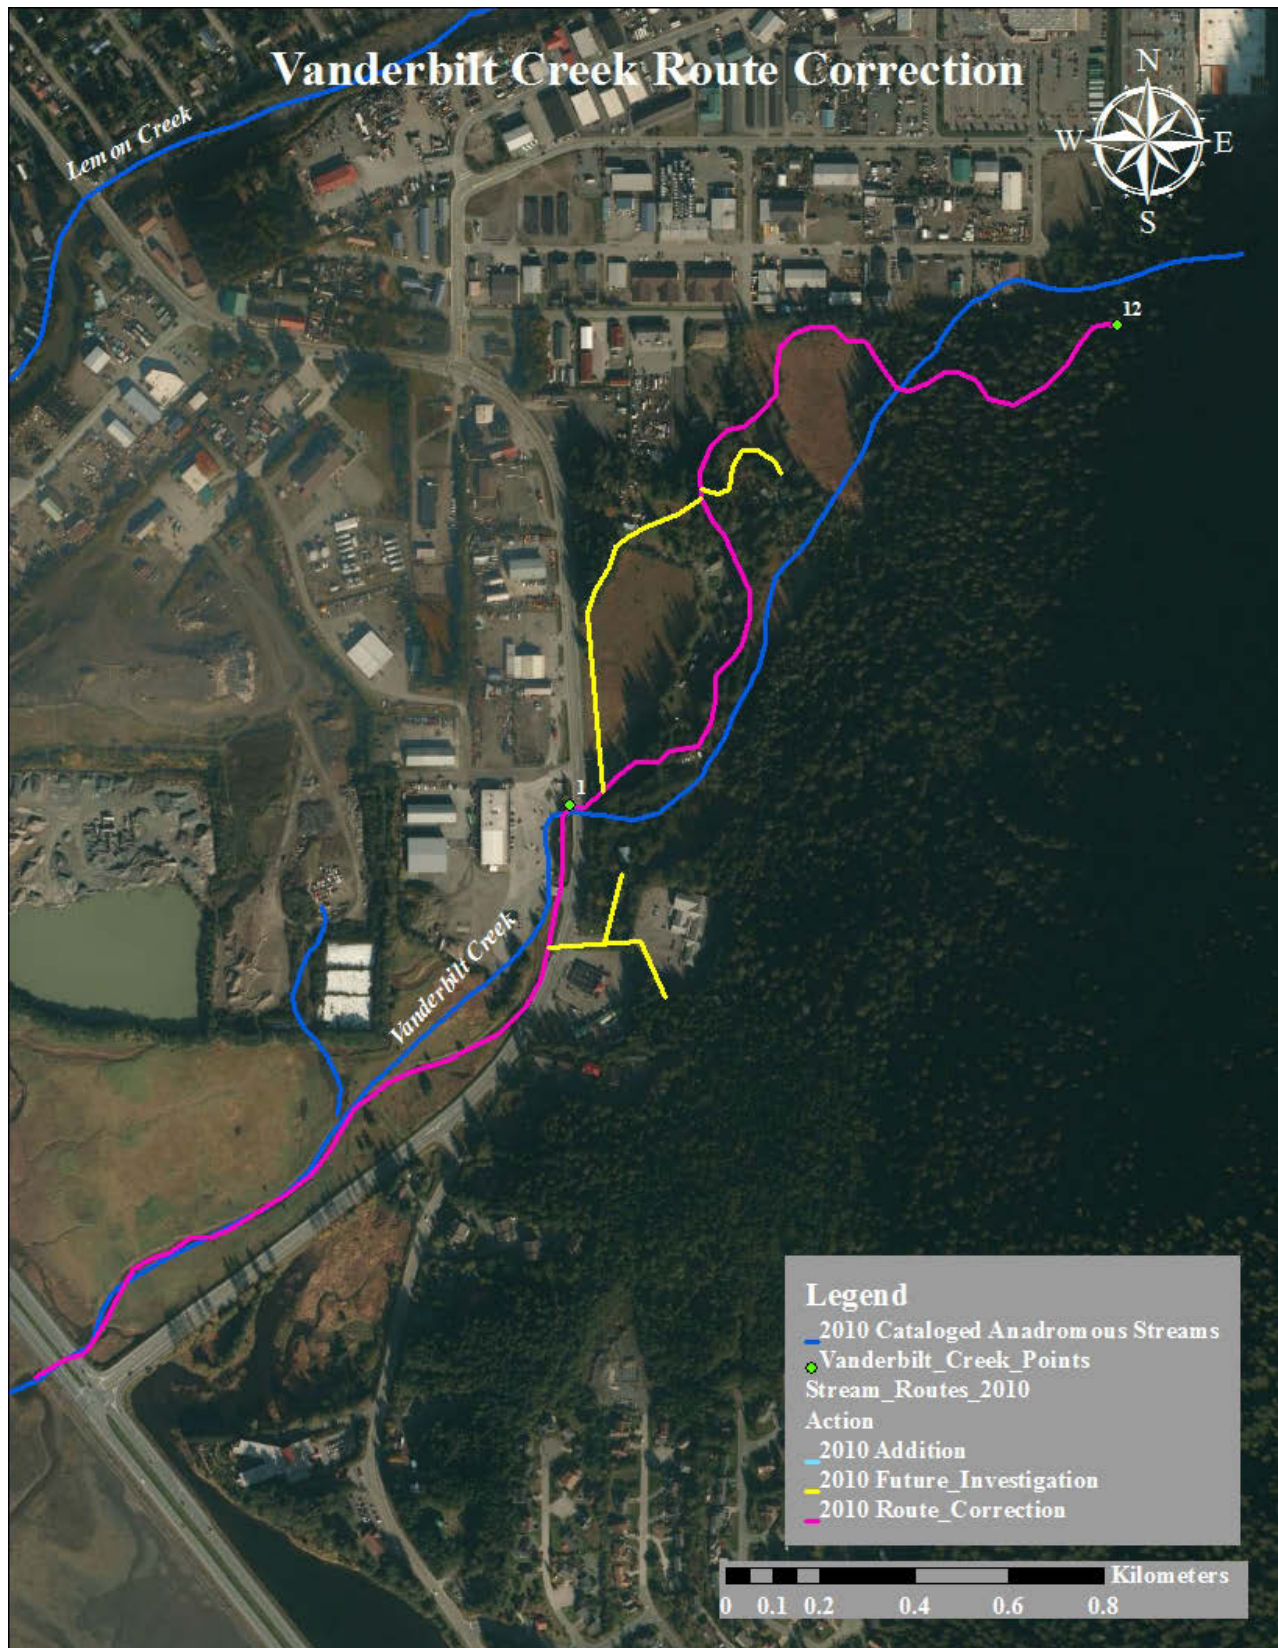 Vanderbilt Creek Route Correction
N
W E
S
Lemon Creek
12
1
Vanderbilt Creek
Legend
2010 Cataloged Anadromous Streams
Vanderbilt_Creek_Points
Stream_Routes_2010
Action
2010 Addition
2010 Future_Investigation
2010 Route_Correction
Kilometers
0 0.1 0.2 0.4 0.6 0.8